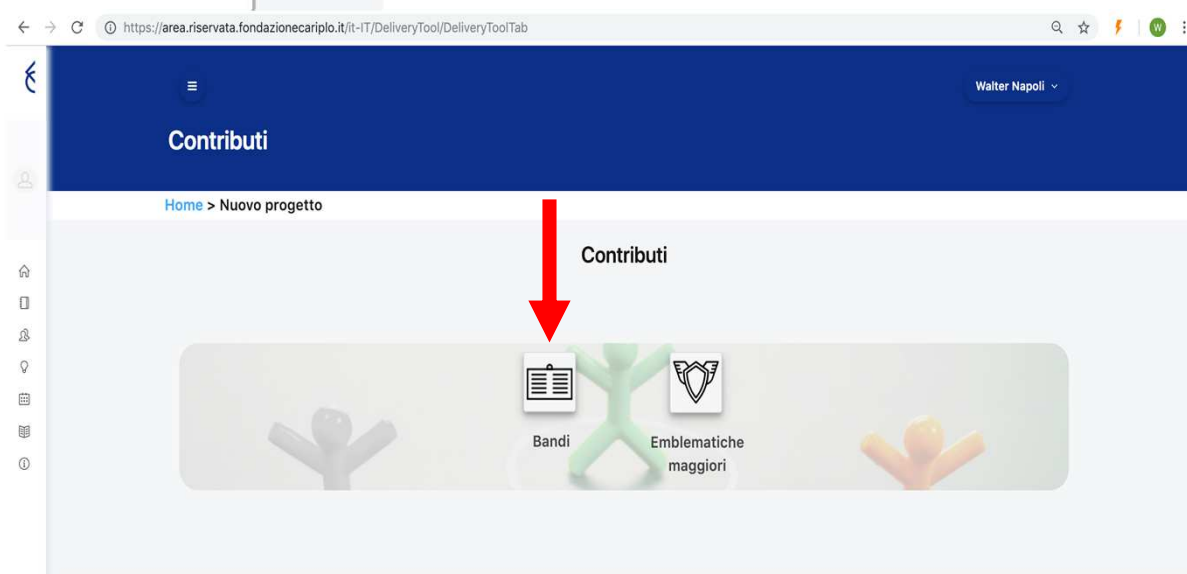 https://area.riservata.fondazionecariplo.it/it-IT/DeliveryTool/DeliveryToolTab
W
Walter Napoli
Contributi
Home > Nuovo progetto
Contributi
Bandi
Emblematiche
maggiori